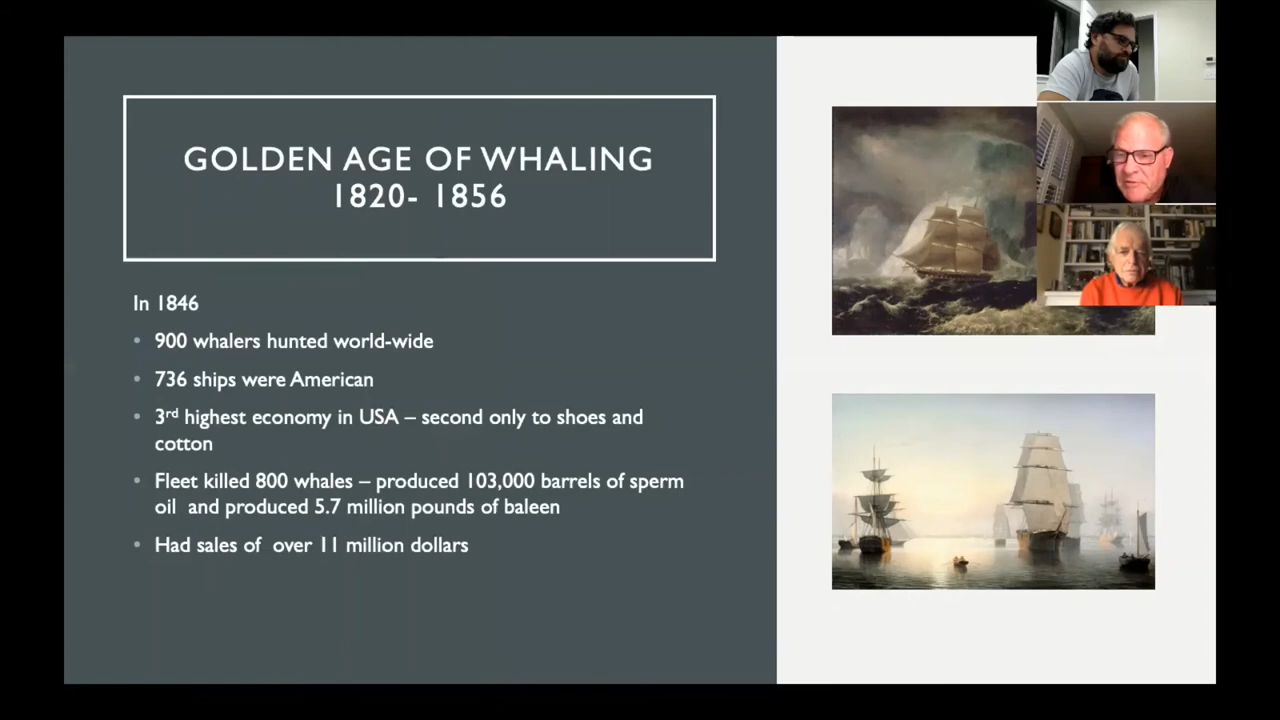 GOLDEN AGE OF WHALING
1820- 1856
In 1846
• 900 whalers hunted world-wide
• 736 ships were American
• 3rd highest economy in USA – second only to shoes and
cotton
• Fleet killed 800 whales – produced 103,000 barrels of sperm
oil and produced 5.7 million pounds of baleen
• Had sales of over 11 million dollars